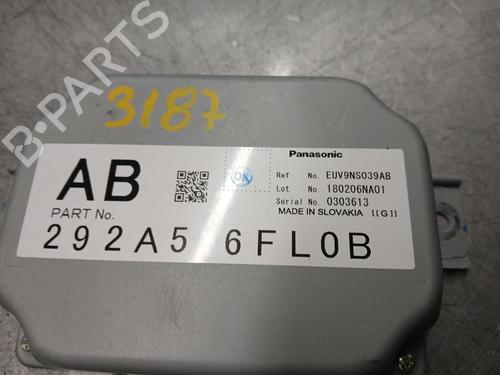 B-PARTS
3187
Panasonic
AB
OK
Ref No. EUV9NS039AB
Lot No. 180206NA01
Serial No. 0303613
MADE IN SLOVAKIA [[G]]
PART No.
292A5 6FL0B